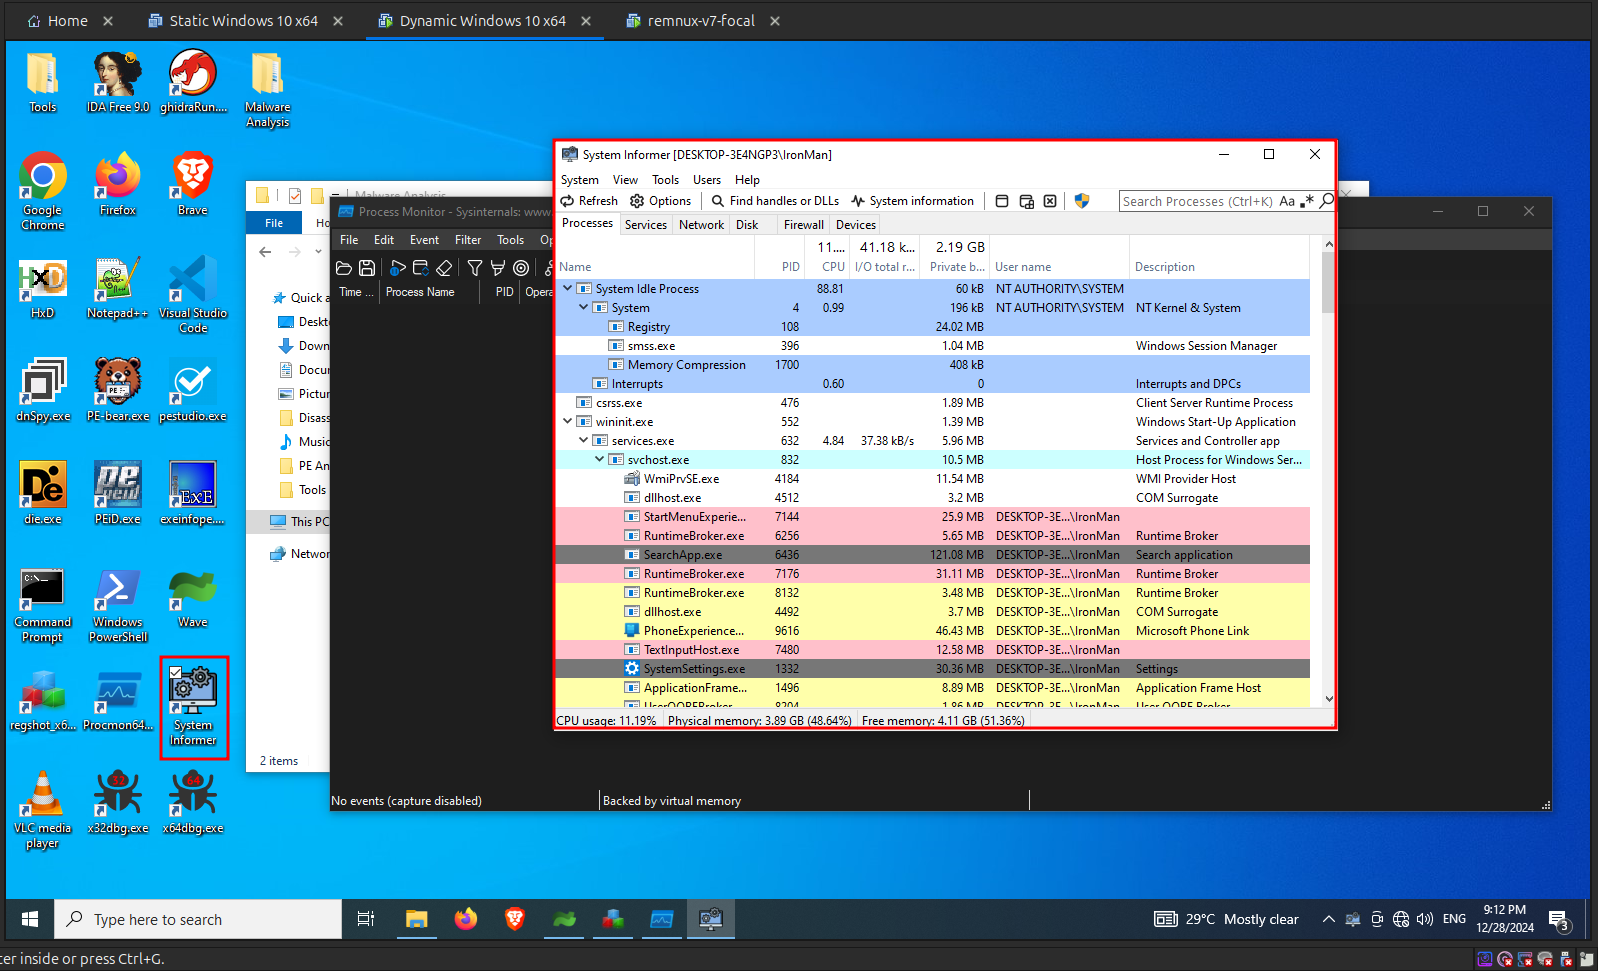 Home
Static Windows 10 x64
Dynamic Windows 10 x64
remnux-v7-focal
Tools
IDA Free 9.0
ghidraRun....
Malware
Analysis
Google
Chrome
Firefox
Brave
HxD
Notepad++
Visual Studio
Code
dnSpy.exe
PE-bear.exe
pestudio.exe
die.exe
PEiD.exe
exeinfope....
Command
Prompt
Windows
PowerShell
Wave
regshot_x6...
Procmon64...
System
Informer
VLC media
player
x32dbg.exe
x64dbg.exe
Malware Analysis
File
Ho
Quick a
Deskto
Down
Docu
Pictur
Disass
Music
PE An
Tools
This PC
Networ
2 items
Process Monitor - Sysinternals: www.
File Edit Event Filter Tools Op
Time ... Process Name PID Opera
No events (capture disabled)
Backed by virtual memory
System Informer [DESKTOP-3E4NGP3\IronMan]
System View Tools Users Help
Refresh Options Find handles or DLLs System information Search Processes (Ctrl+K) Aa .*
Processes Services Network Disk Firewall Devices
11.... 41.18 k... 2.19 GB
Name PID CPU I/O total r... Private b... User name Description
System Idle Process 88.81 60 kB NT AUTHORITY\SYSTEM
System 4 0.99 196 kB NT AUTHORITY\SYSTEM NT Kernel & System
Registry 108 24.02 MB
smss.exe 396 1.04 MB Windows Session Manager
Memory Compression 1700 408 kB
Interrupts 0.60 0 Interrupts and DPCs
csrss.exe 476 1.89 MB Client Server Runtime Process
wininit.exe 552 1.39 MB Windows Start-Up Application
services.exe 632 4.84 37.38 kB/s 5.96 MB Services and Controller app
svchost.exe 832 10.5 MB Host Process for Windows Ser...
WmiPrvSE.exe 4184 11.54 MB WMI Provider Host
dllhost.exe 4512 3.2 MB COM Surrogate
StartMenuExperie... 7144 25.9 MB DESKTOP-3E...\IronMan
RuntimeBroker.exe 6256 5.65 MB DESKTOP-3E...\IronMan Runtime Broker
SearchApp.exe 6436 121.08 MB DESKTOP-3E...\IronMan Search application
RuntimeBroker.exe 7176 31.11 MB DESKTOP-3E...\IronMan Runtime Broker
RuntimeBroker.exe 8132 3.48 MB DESKTOP-3E...\IronMan Runtime Broker
dllhost.exe 4492 3.7 MB DESKTOP-3E...\IronMan COM Surrogate
PhoneExperience... 9616 46.43 MB DESKTOP-3E...\IronMan Microsoft Phone Link
TextInputHost.exe 7480 12.58 MB DESKTOP-3E...\IronMan
SystemSettings.exe 1332 30.36 MB DESKTOP-3E...\IronMan Settings
ApplicationFrame... 1496 8.89 MB DESKTOP-3E...\IronMan Application Frame Host
UserOOBEBroker 8204 1.86 MB DESKTOP-3E...\IronMan User OOBE Broker
CPU usage: 11.19% Physical memory: 3.89 GB (48.64%) Free memory: 4.11 GB (51.36%)
Type here to search
29°C Mostly clear
ENG
9:12 PM
12/28/2024
3
ter inside or press Ctrl+G.